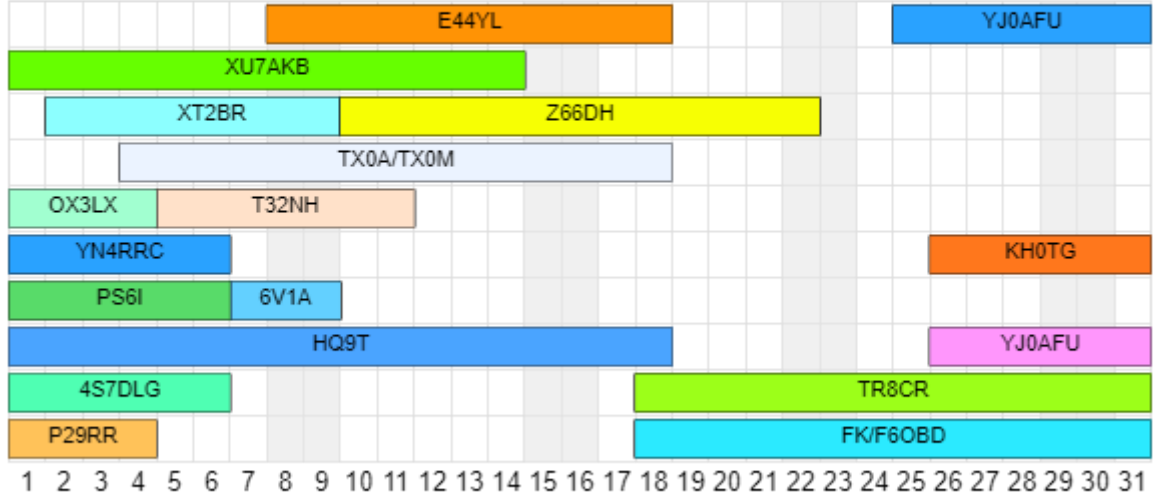 E44YL YJ0AFU
XU7AKB
XT2BR Z66DH
TX0A/TX0M
OX3LX T32NH
YN4RRC KH0TG
PS6I 6V1A
HQ9T YJ0AFU
4S7DLG TR8CR
P29RR FK/F6OBD
1 2 3 4 5 6 7 8 9 10 11 12 13 14 15 16 17 18 19 20 21 22 23 24 25 26 27 28 29 30 31